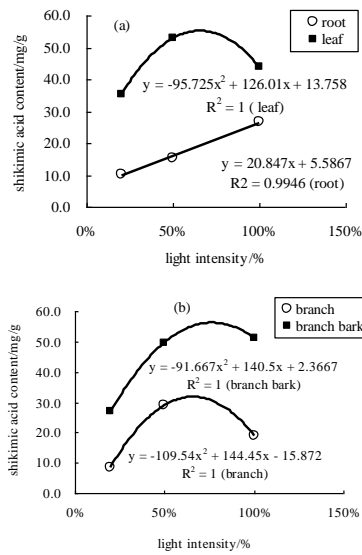 (a)
root
leaf
shikimic acid content/mg/g
60.0
50.0
40.0
30.0
20.0
10.0
0.0
y = -95.725x² + 126.01x + 13.758
R² = 1 ( leaf)
y = 20.847x + 5.5867
R2 = 0.9946 (root)
0% 50% 100% 150%
light intensity/%
(b)
branch
branch bark
shikimic acid content/mg/g
60.0
50.0
40.0
30.0
20.0
10.0
0.0
y = -91.667x² + 140.5x + 2.3667
R² = 1 (branch bark)
y = -109.54x² + 144.45x - 15.872
R² = 1 (branch)
0% 50% 100% 150%
light intensity/%